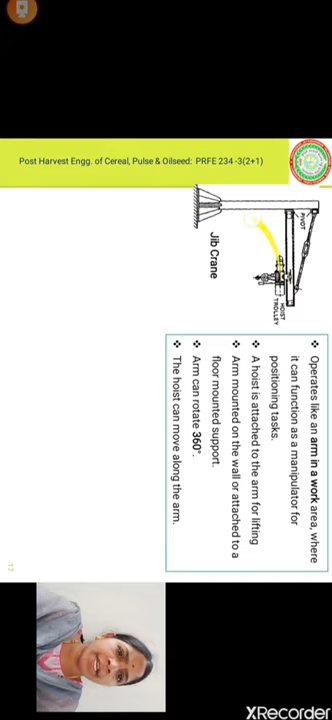 Post Harvest Engg. of Cereal, Pulse & Oilseed: PRFE 234 -3(2+1)
PIVOT
HOIST
TROLLEY
Jib Crane
❖ Operates like an arm in a work area, where
it can function as a manipulator for
positioning tasks.
❖ A hoist is attached to the arm for lifting
❖ Arm mounted on the wall or attached to a
floor mounted support.
❖ Arm can rotate 360°.
❖ The hoist can move along the arm.
17
XRecorder